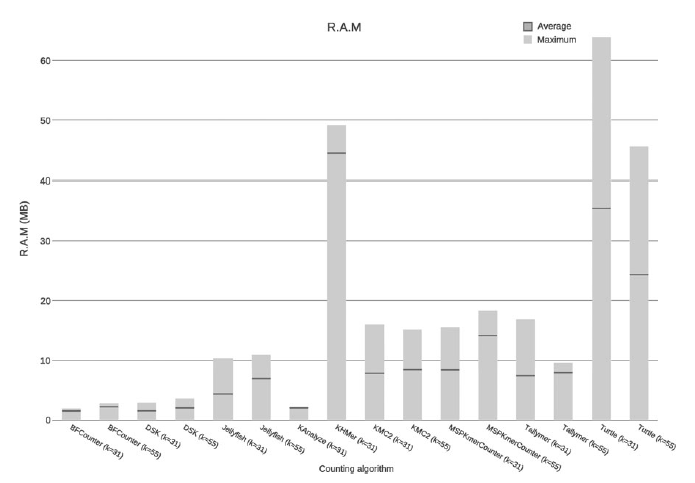 R.A.M
Average
Maximum
R.A.M (MB)
60
50
40
30
20
10
0
BFCounter (k=31)
BFCounter (k=55)
DSK (k=31)
DSK (k=55)
Jellyfish (k=31)
Jellyfish (k=55)
KAnalyze (k=31)
KHMer (k=31)
KMC2 (k=31)
KMC2 (k=55)
MSPKmerCounter (k=31)
MSPKmerCounter (k=55)
Tallymer (k=31)
Tallymer (k=55)
Turtle (k=31)
Turtle (k=55)
Counting algorithm